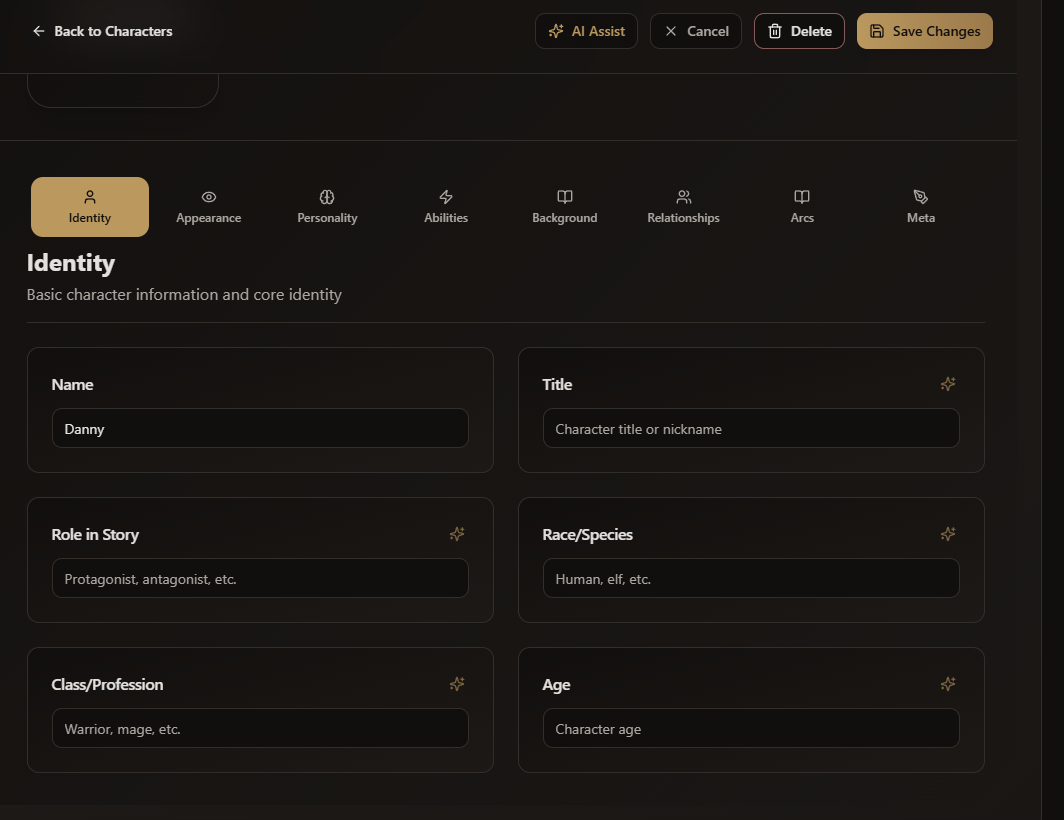 Back to Characters
AI Assist
Cancel
Delete
Save Changes
Identity
Appearance
Personality
Abilities
Background
Relationships
Arcs
Meta
Identity
Basic character information and core identity
Name
Danny
Title
Character title or nickname
Role in Story
Protagonist, antagonist, etc.
Race/Species
Human, elf, etc.
Class/Profession
Warrior, mage, etc.
Age
Character age